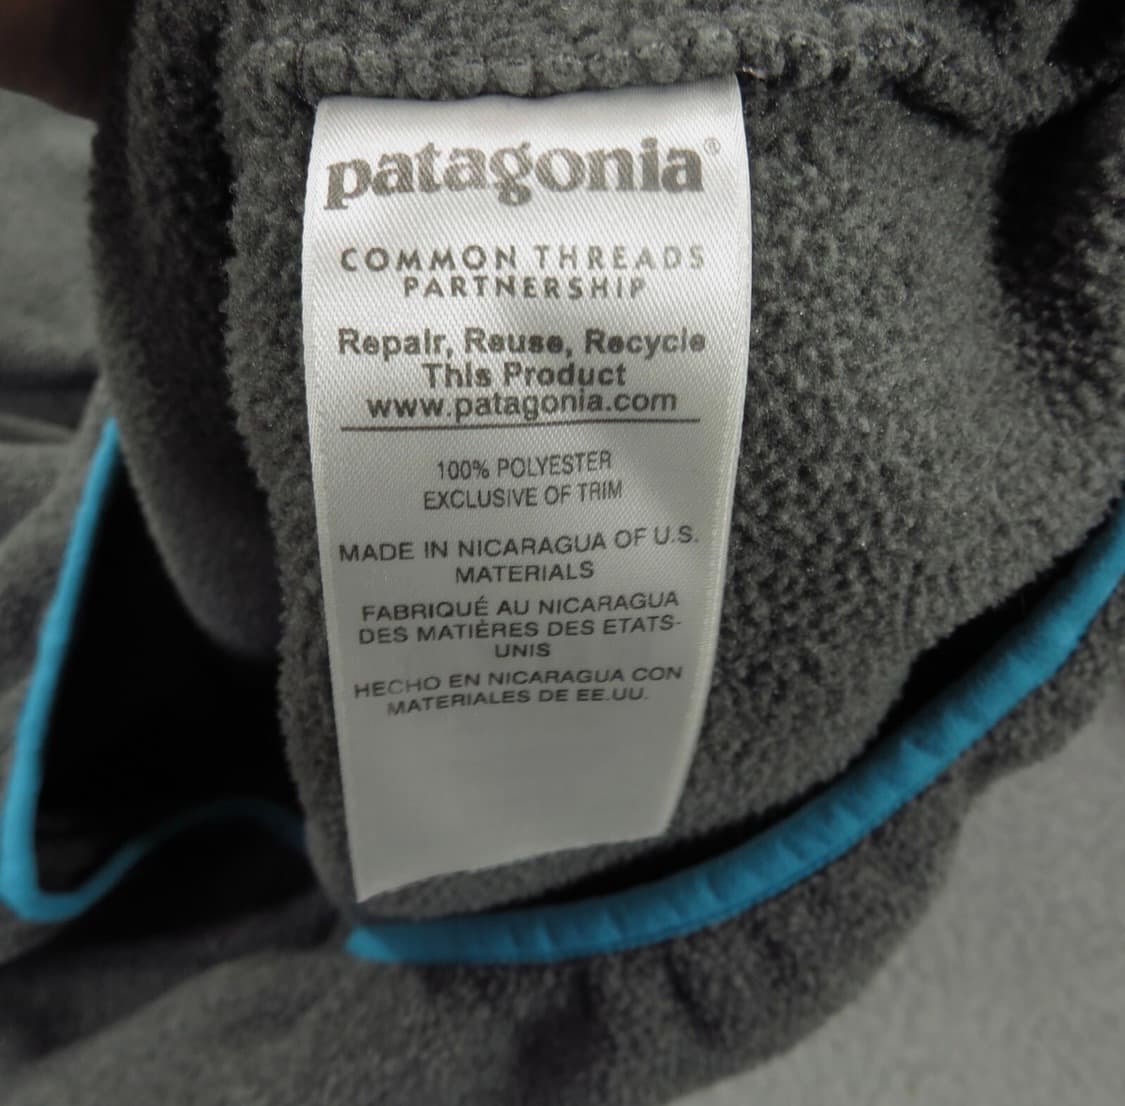 patagonia®
COMMON THREADS
PARTNERSHIP
Repair, Reuse, Recycle
This Product
www.patagonia.com
100% POLYESTER
EXCLUSIVE OF TRIM
MADE IN NICARAGUA OF U.S.
MATERIALS
FABRIQUÉ AU NICARAGUA
DES MATIÈRES DES ETATS-
UNIS
HECHO EN NICARAGUA CON
MATERIALES DE EE.UU.